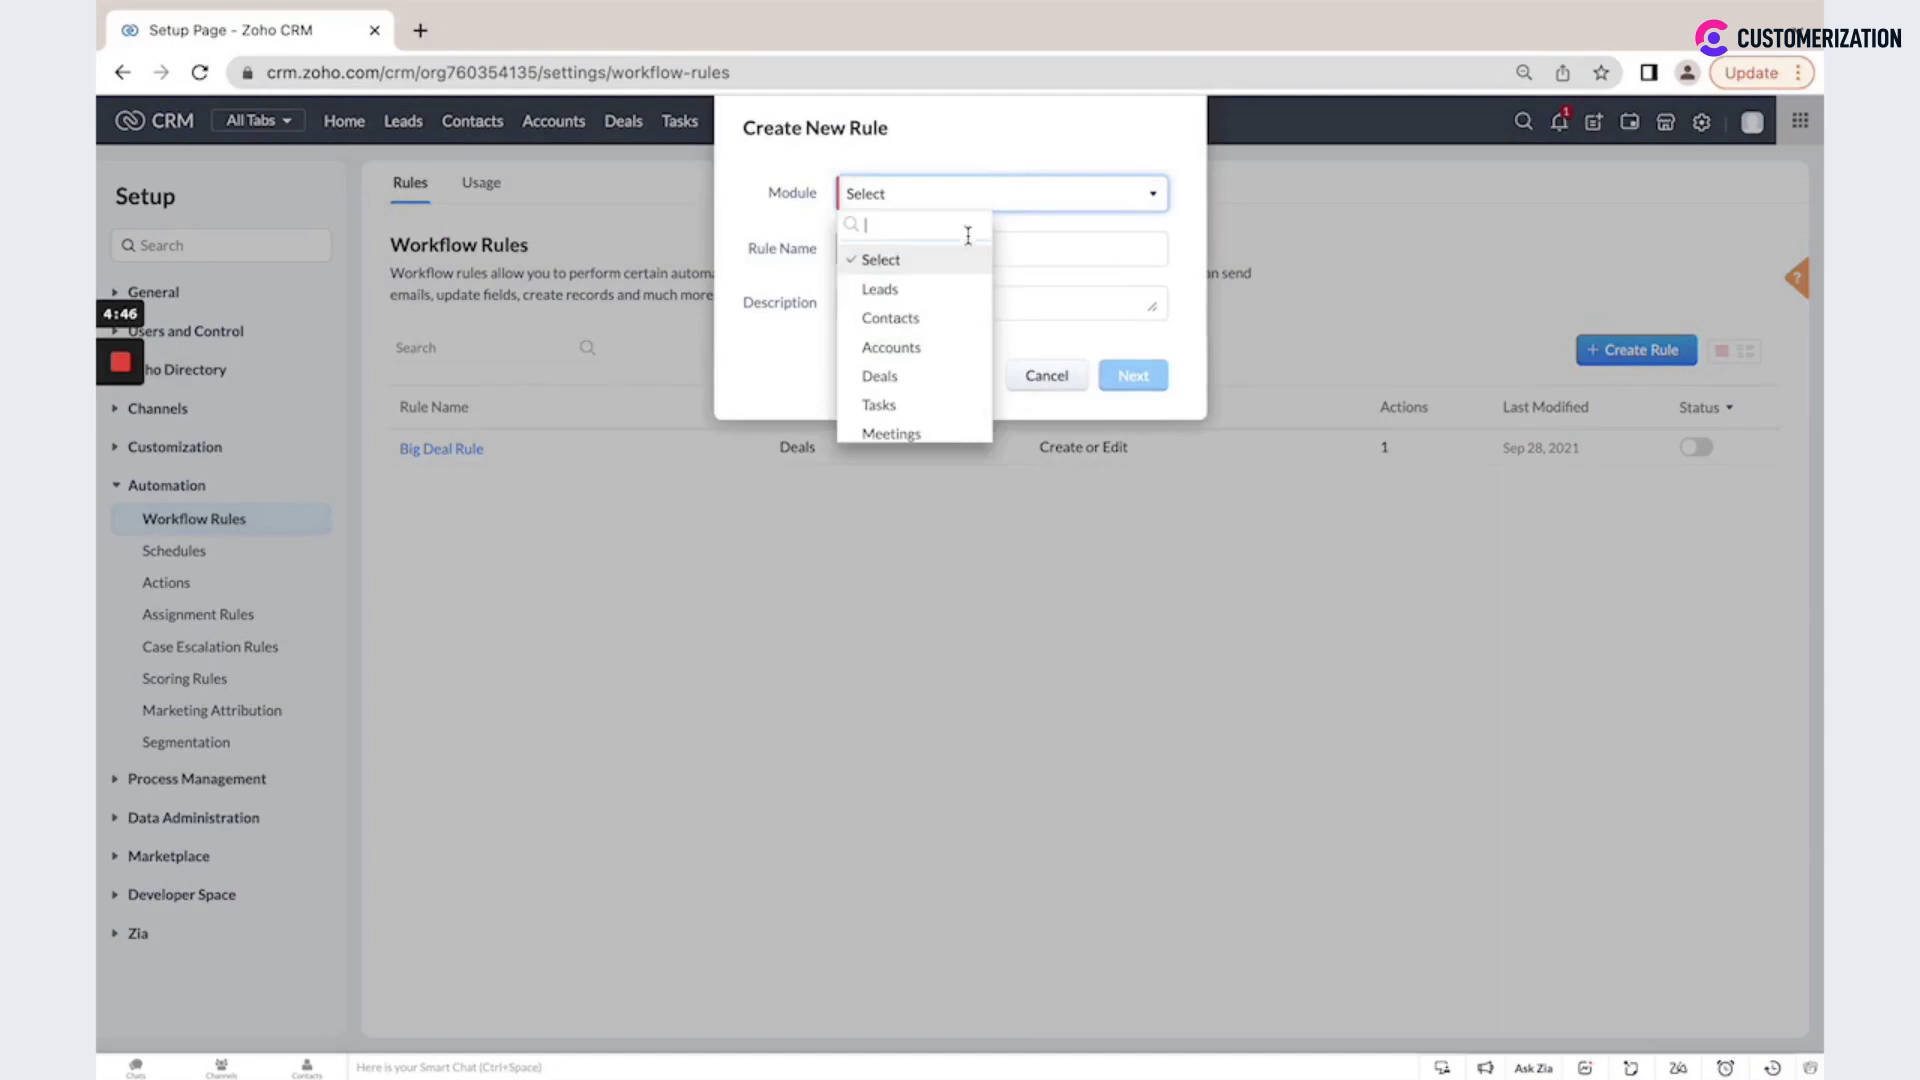 Setup Page - Zoho CRM
CUSTOMERIZATION
crm.zoho.com/crm/org760354135/settings/workflow-rules
Update
CRM
All Tabs
Home
Leads
Contacts
Accounts
Deals
Tasks
1
Create New Rule
Module
Select
Rule Name
Description
Select
Leads
Contacts
Accounts
Deals
Tasks
Meetings
Cancel
Next
Setup
Search
General
4:46
Users and Control
ho Directory
Channels
Customization
Automation
Workflow Rules
Schedules
Actions
Assignment Rules
Case Escalation Rules
Scoring Rules
Marketing Attribution
Segmentation
Process Management
Data Administration
Marketplace
Developer Space
Zia
Rules
Usage
Workflow Rules
Workflow rules allow you to perform certain automa
an send
emails, update fields, create records and much more
?
Search
+ Create Rule
Rule Name
Actions
Last Modified
Status
Big Deal Rule
Deals
Create or Edit
1
Sep 28, 2021
Chats
Channels
Contacts
Here is your Smart Chat (Ctrl+Space)
Ask Zia